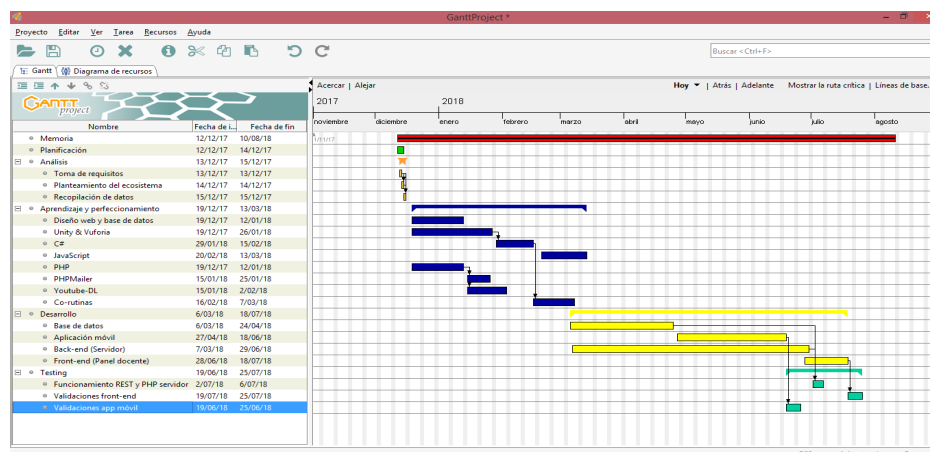 GanttProject *
Proyecto Editar Ver Tarea Recursos Ayuda
Buscar <Ctrl+F>
Gantt Diagrama de recursos
Acercar | Alejar Hoy | Atrás | Adelante Mostrar la ruta crítica | Líneas de base.
GANTT project
2017 2018
noviembre diciembre enero febrero marzo abril mayo junio julio agosto
Nombre Fecha de i... Fecha de fin
1/11/17
Memoria 12/12/17 10/08/18
Planificación 12/12/17 14/12/17
Análisis 13/12/17 15/12/17
Toma de requisitos 13/12/17 13/12/17
Planteamiento del ecosistema 14/12/17 14/12/17
Recopilación de datos 15/12/17 15/12/17
Aprendizaje y perfeccionamiento 19/12/17 13/03/18
Diseño web y base de datos 19/12/17 12/01/18
Unity & Vuforia 19/12/17 26/01/18
C# 29/01/18 15/02/18
JavaScript 20/02/18 13/03/18
PHP 19/12/17 12/01/18
PHPMailer 15/01/18 25/01/18
Youtube-DL 15/01/18 2/02/18
Co-rutinas 16/02/18 7/03/18
Desarrollo 6/03/18 18/07/18
Base de datos 6/03/18 24/04/18
Aplicación móvil 27/04/18 18/06/18
Back-end (Servidor) 7/03/18 29/06/18
Front-end (Panel docente) 28/06/18 18/07/18
Testing 19/06/18 25/07/18
Funcionamiento REST y PHP servidor 2/07/18 6/07/18
Validaciones front-end 19/07/18 25/07/18
Validaciones app móvil 19/06/18 25/06/18